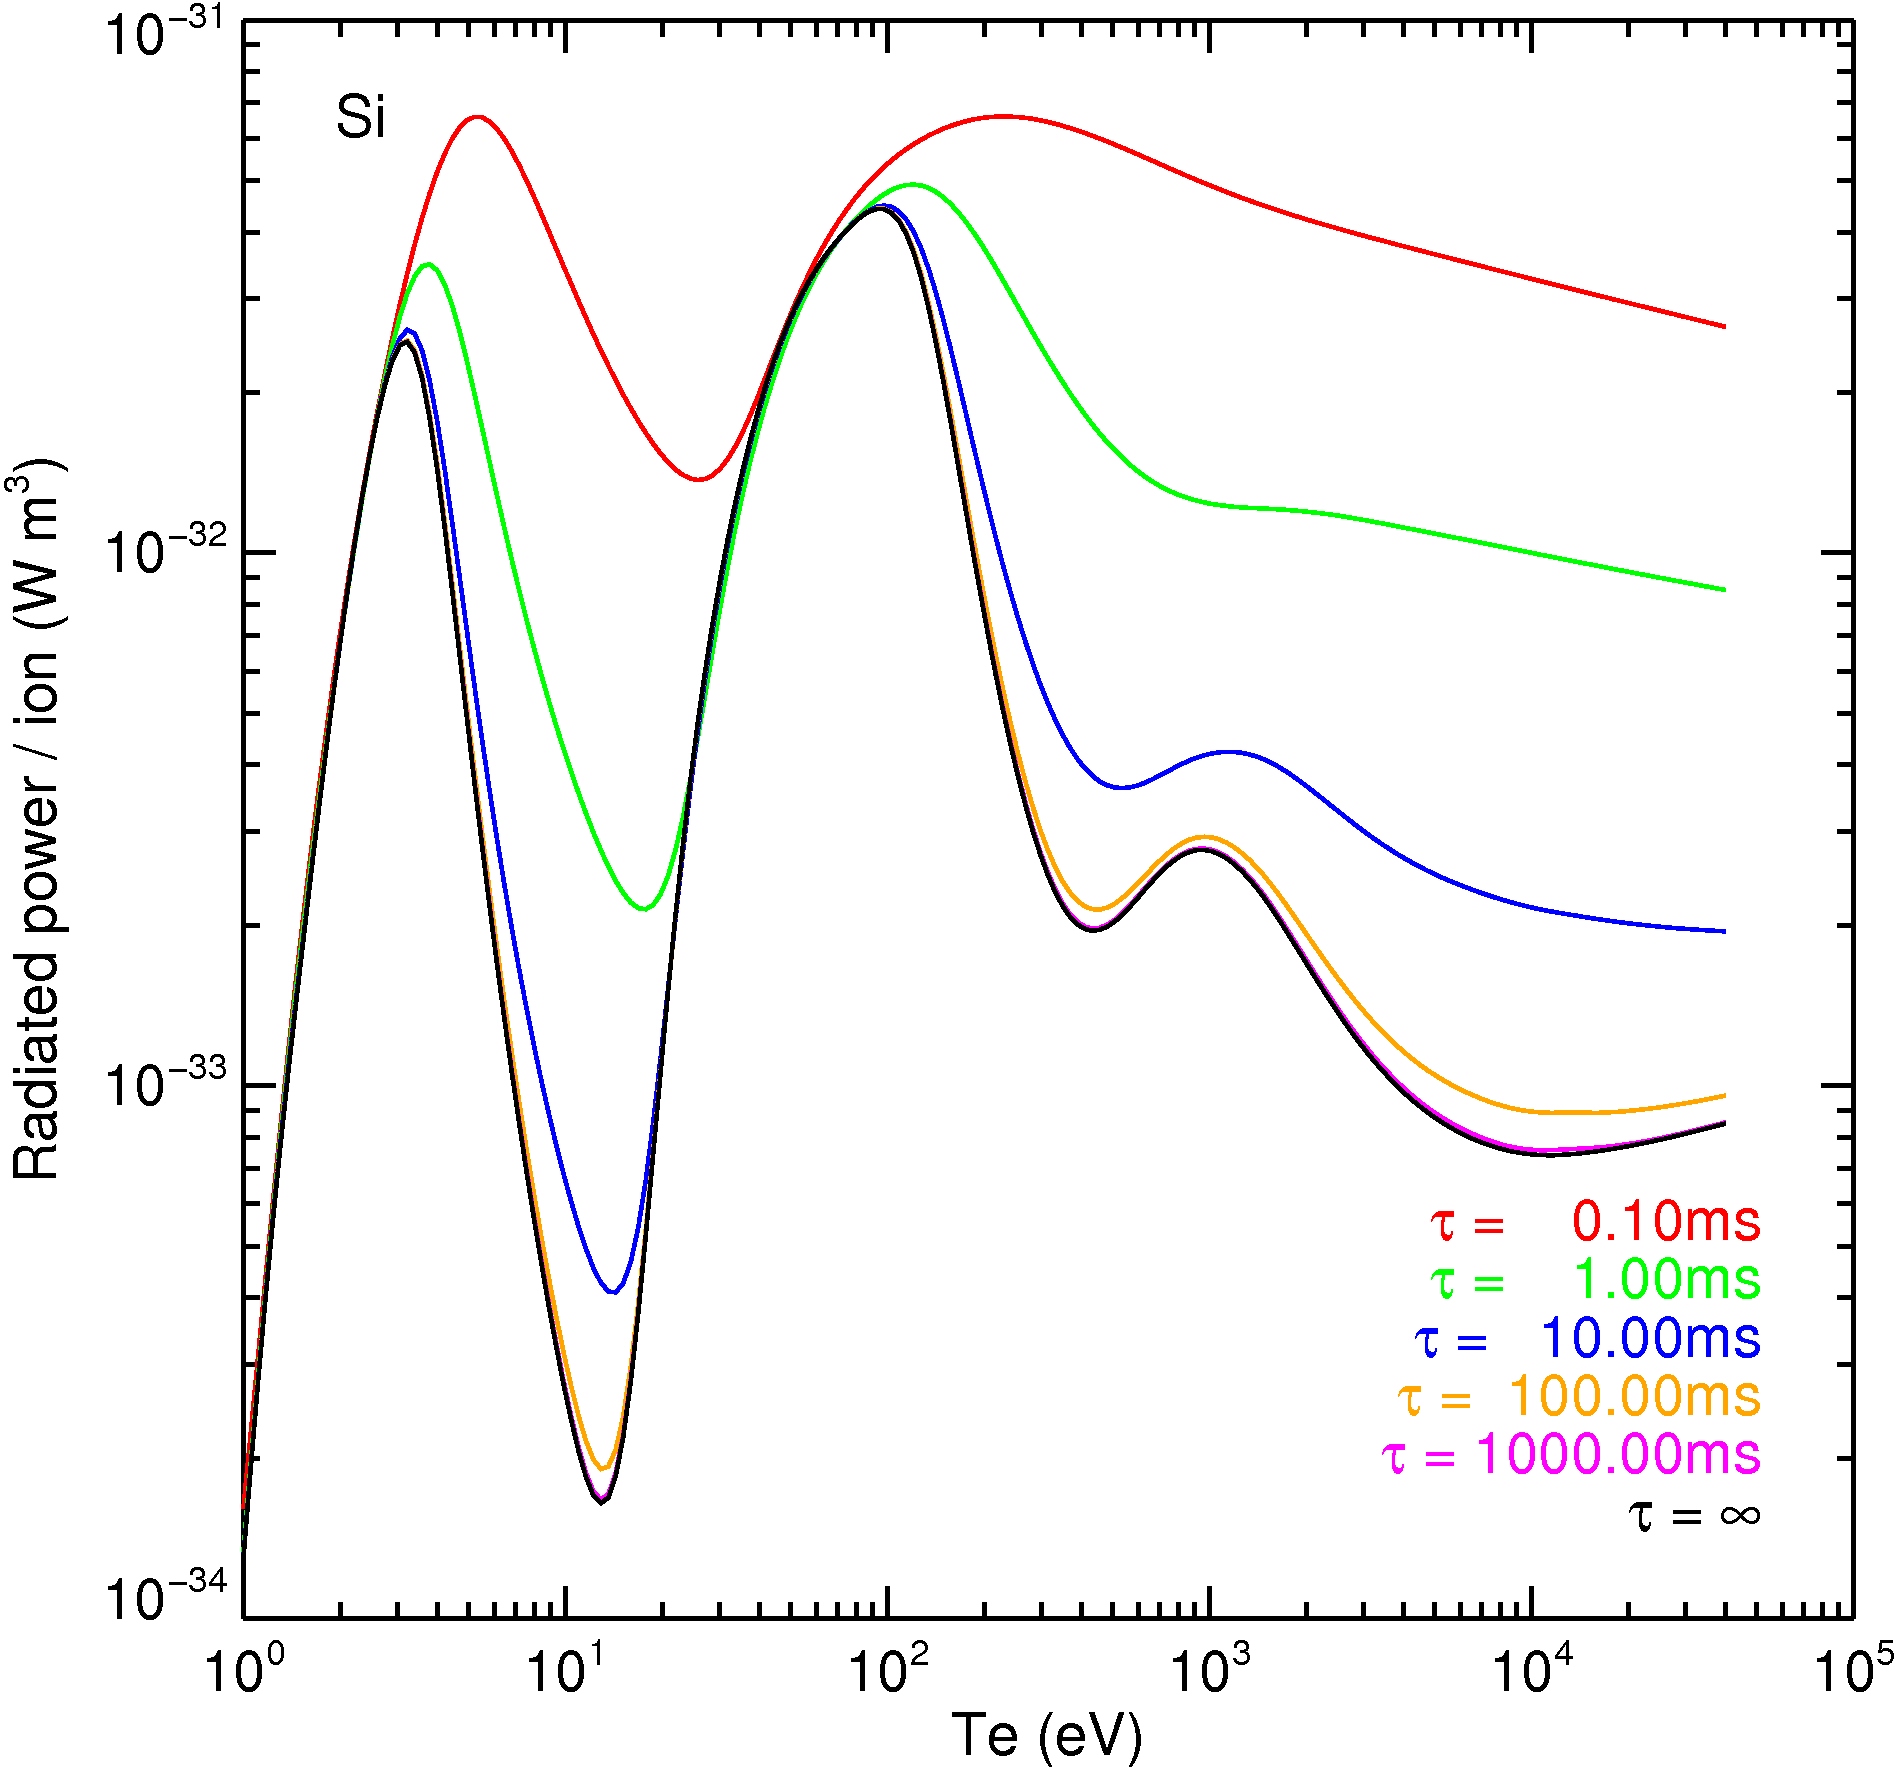 10⁻³¹
Si
10⁻³²
Radiated power / ion (W m³)
10⁻³³
τ = 0.10ms
τ = 1.00ms
τ = 10.00ms
τ = 100.00ms
τ = 1000.00ms
τ = ∞
10⁻³⁴
10⁰ 10¹ 10² 10³ 10⁴ 10⁵
Te (eV)